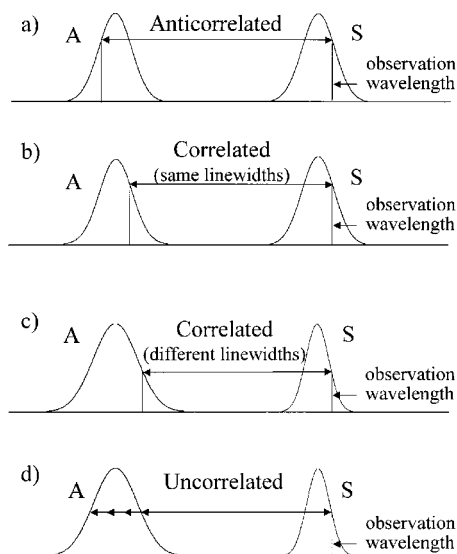 a)
A Anticorrelated S
observation
wavelength
b)
A Correlated S
(same linewidths)
observation
wavelength
c)
A Correlated S
(different linewidths)
observation
wavelength
d)
A Uncorrelated S
observation
wavelength